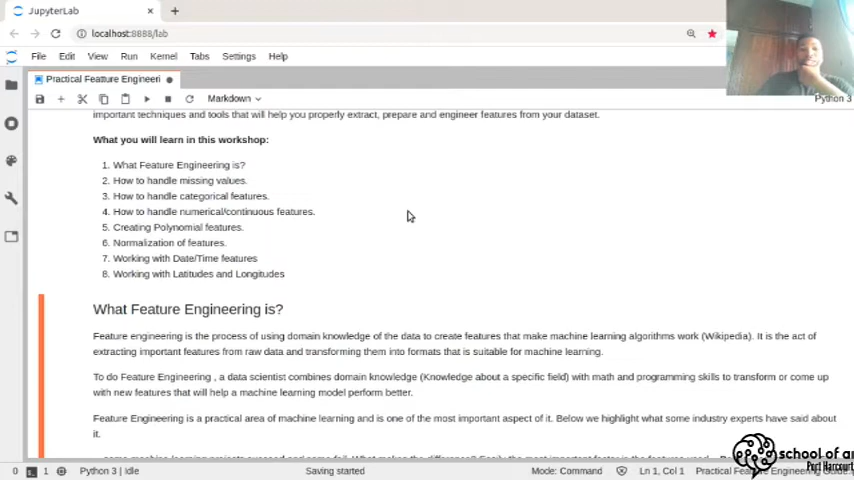 JupyterLab
localhost:8888/lab
File Edit View Run Kernel Tabs Settings Help
Practical Featture Engineeri
Markdown
Python 3
important techniques and tools that will help you properly extract, prepare and engineer features from your dataset.
What you will learn in this workshop:
1. What Feature Engineering is?
2. How to handle missing values.
3. How to handle categorical features.
4. How to handle numerical/continuous features.
5. Creating Polynomial features.
6. Normalization of features.
7. Working with Date/Time features
8. Working with Latitudes and Longitudes
What Feature Engineering is?
Feature engineering is the process of using domain knowledge of the data to create features that make machine learning algorithms work (Wikipedia). It is the act of
extracting important features from raw data and transforming them into formats that is suitable for machine learning.
To do Feature Engineering , a data scientist combines domain knowledge (Knowledge about a specific field) with math and programming skills to transform or come up
with new features that will help a machine learning model perform better.
Feature Engineering is a practical area of machine learning and is one of the most important aspect of it. Below we highlight what some industry experts have said about
it.
school of a
Port Harcourt
0 1 Python 3 | Idle Saving started Mode: Command Ln 1, Col 1 Practical